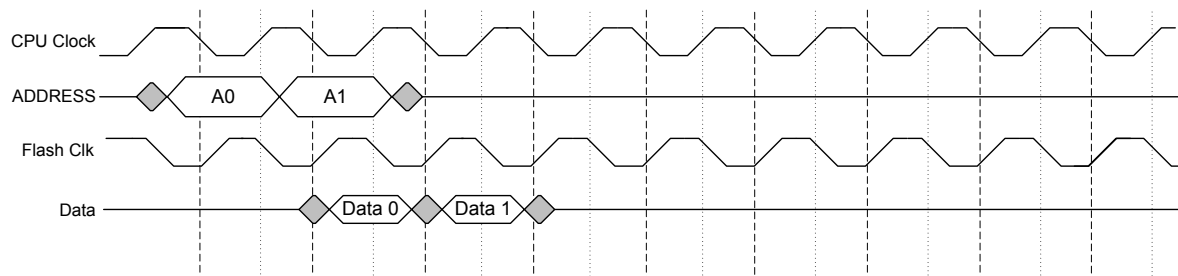 CPU Clock
ADDRESS A0 A1
Flash Clk
Data Data 0 Data 1